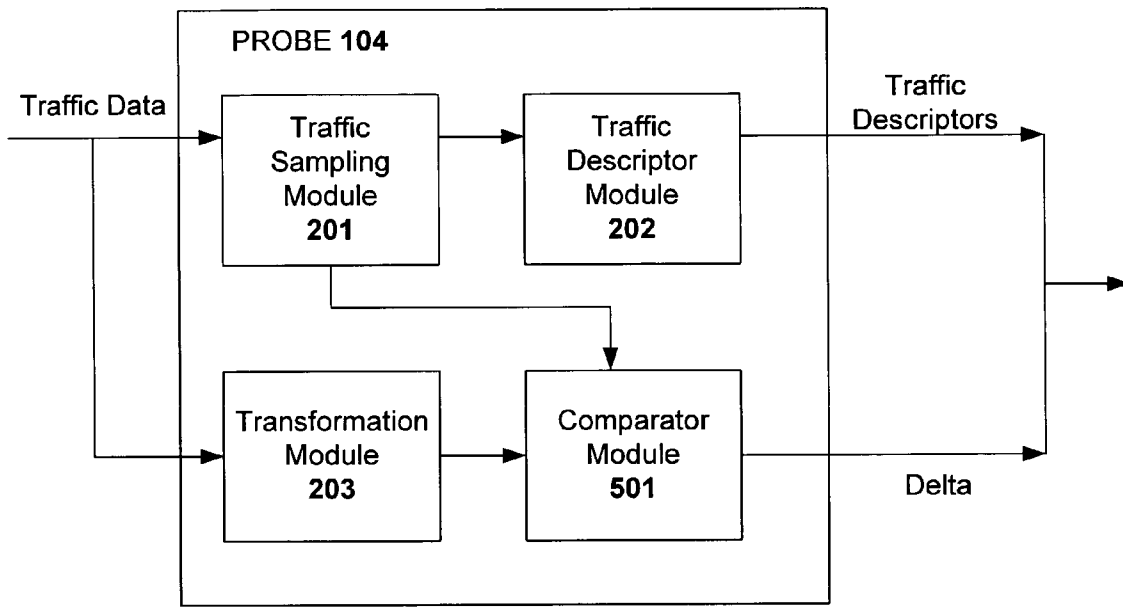 PROBE 104
Traffic Data
Traffic
Sampling
Module
201
Traffic
Descriptor
Module
202
Traffic
Descriptors
Transformation
Module
203
Comparator
Module
501
Delta